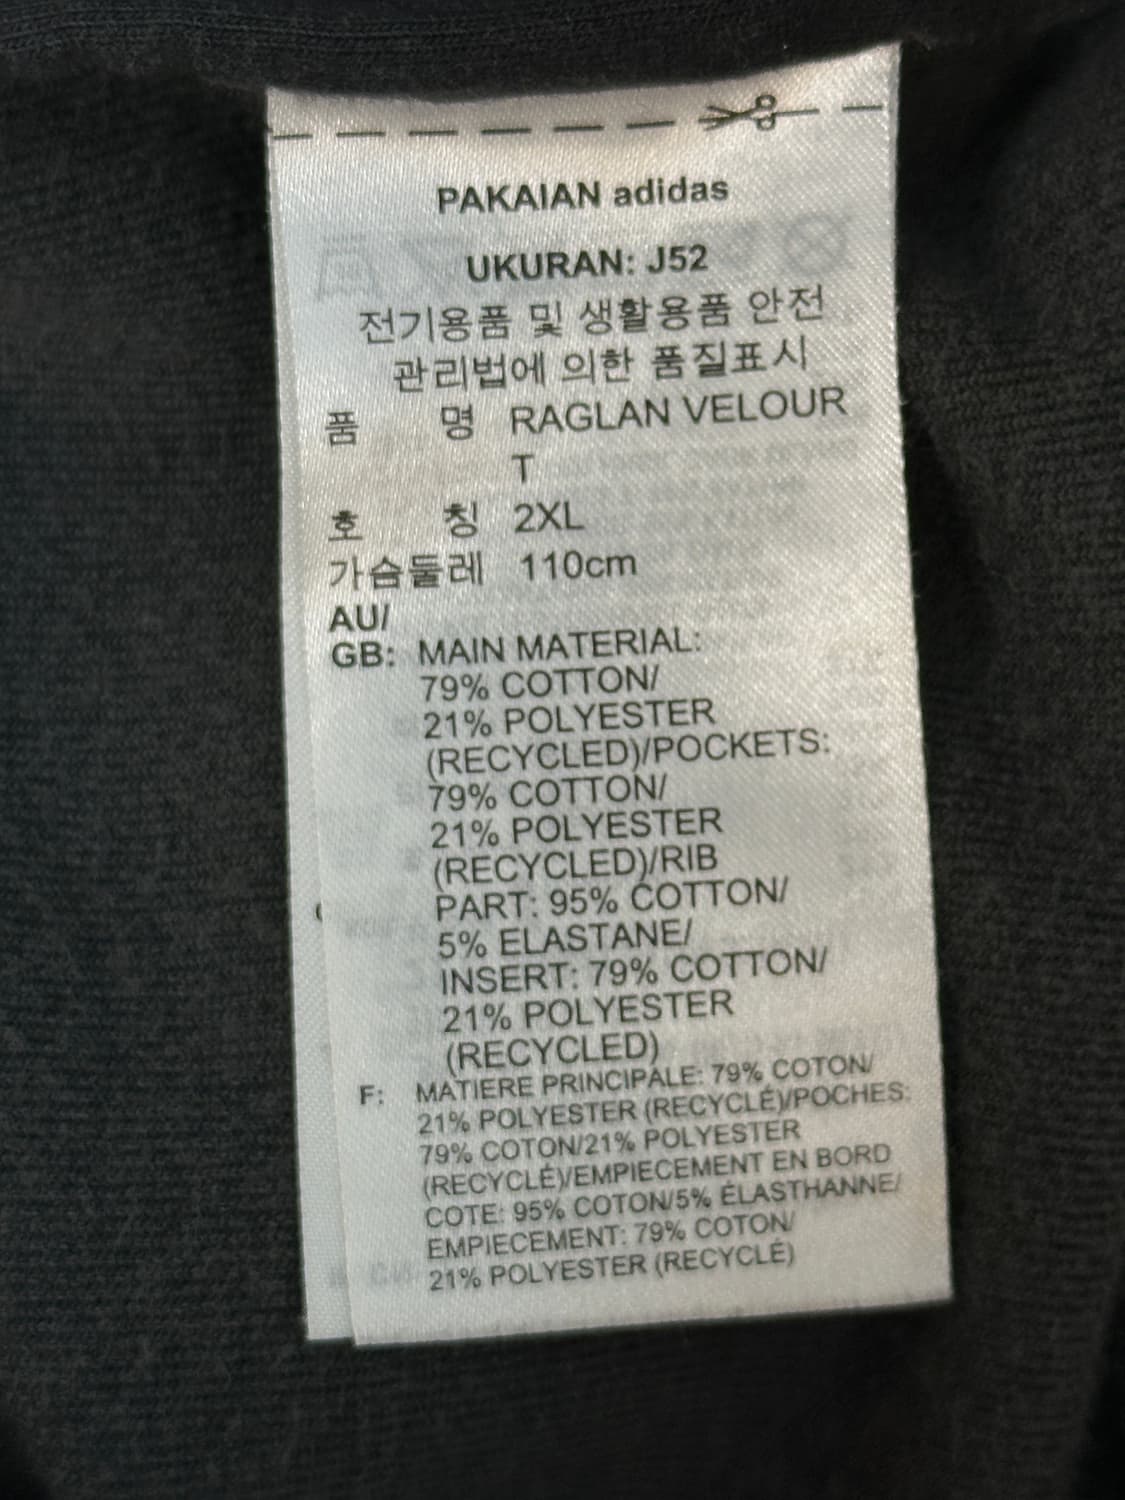 PAKAIAN adidas
UKURAN: J52
전기용품 및 생활용품 안전
관리법에 의한 품질표시
품 명 RAGLAN VELOUR
T
호 칭 2XL
가슴둘레 110cm
AU/
GB: MAIN MATERIAL:
79% COTTON/
21% POLYESTER
(RECYCLED)/POCKETS:
79% COTTON/
21% POLYESTER
(RECYCLED)/RIB
PART: 95% COTTON/
5% ELASTANE/
INSERT: 79% COTTON/
21% POLYESTER
(RECYCLED)
F: MATIERE PRINCIPALE: 79% COTON/
21% POLYESTER (RECYCLÉ)/POCHES:
79% COTON/21% POLYESTER
(RECYCLÉ)/EMPIECEMENT EN BORD
COTE: 95% COTON/5% ÉLASTHANNE/
EMPIECEMENT: 79% COTON/
21% POLYESTER (RECYCLÉ)